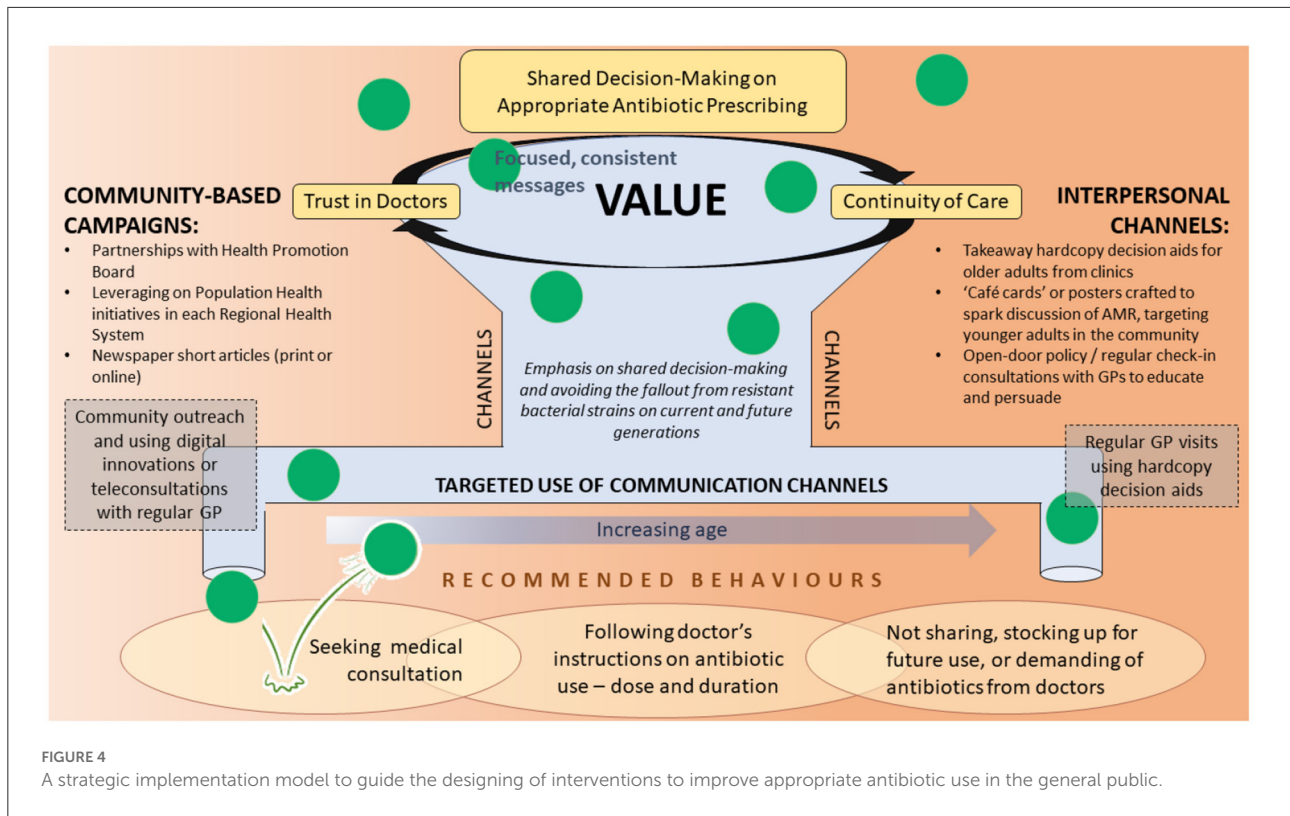 Shared Decision-Making on
Appropriate Antibiotic Prescribing
Focused, consistent
messages
VALUE
Trust in Doctors
Continuity of Care
COMMUNITY-BASED
CAMPAIGNS:
• Partnerships with Health Promotion
Board
• Leveraging on Population Health
initiatives in each Regional Health
System
• Newspaper short articles (print or
online)
INTERPERSONAL
CHANNELS:
• Takeaway hardcopy decision aids for
older adults from clinics
• ‘Café cards’ or posters crafted to
spark discussion of AMR, targeting
younger adults in the community
• Open-door policy / regular check-in
consultations with GPs to educate
and persuade
CHANNELS
CHANNELS
Emphasis on shared decision-making
and avoiding the fallout from resistant
bacterial strains on current and future
generations
Community outreach
and using digital
innovations or
teleconsultations
with regular GP
Regular GP visits
using hardcopy
decision aids
TARGETED USE OF COMMUNICATION CHANNELS
Increasing age
RECOMMENDED BEHAVIOURS
Seeking medical
consultation
Following doctor’s
instructions on antibiotic
use – dose and duration
Not sharing, stocking up for
future use, or demanding of
antibiotics from doctors
FIGURE 4
A strategic implementation model to guide the designing of interventions to improve appropriate antibiotic use in the general public.